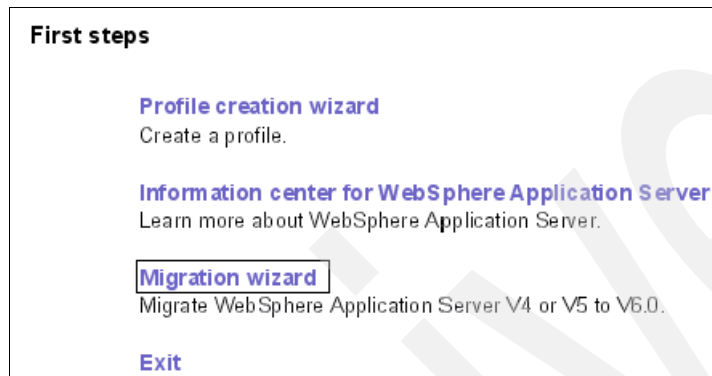 First steps
Profile creation wizard
Create a profile.
Information center for WebSphere Application Server
Learn more about WebSphere Application Server.
Migration wizard
Migrate WebSphere Application Server V4 or V5 to V6.0.
Exit